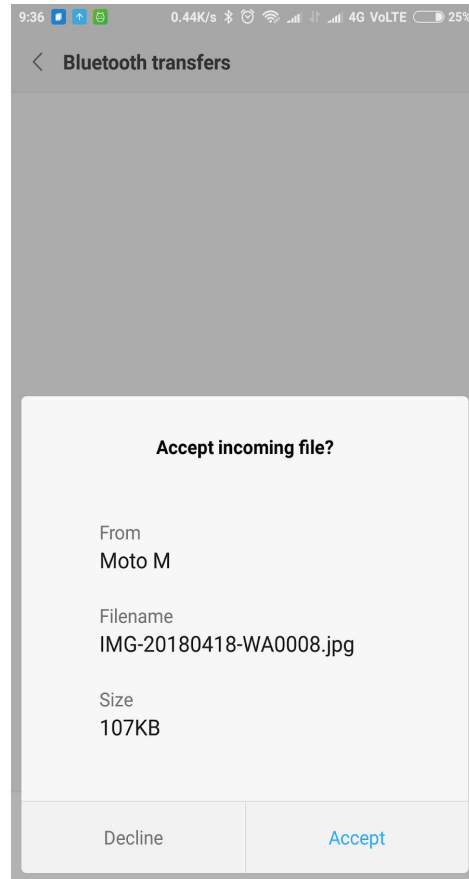 9:36 0.44K/s 4G VoLTE 25%
Bluetooth transfers
Accept incoming file?
From
Moto M
Filename
IMG-20180418-WA0008.jpg
Size
107KB
Decline Accept